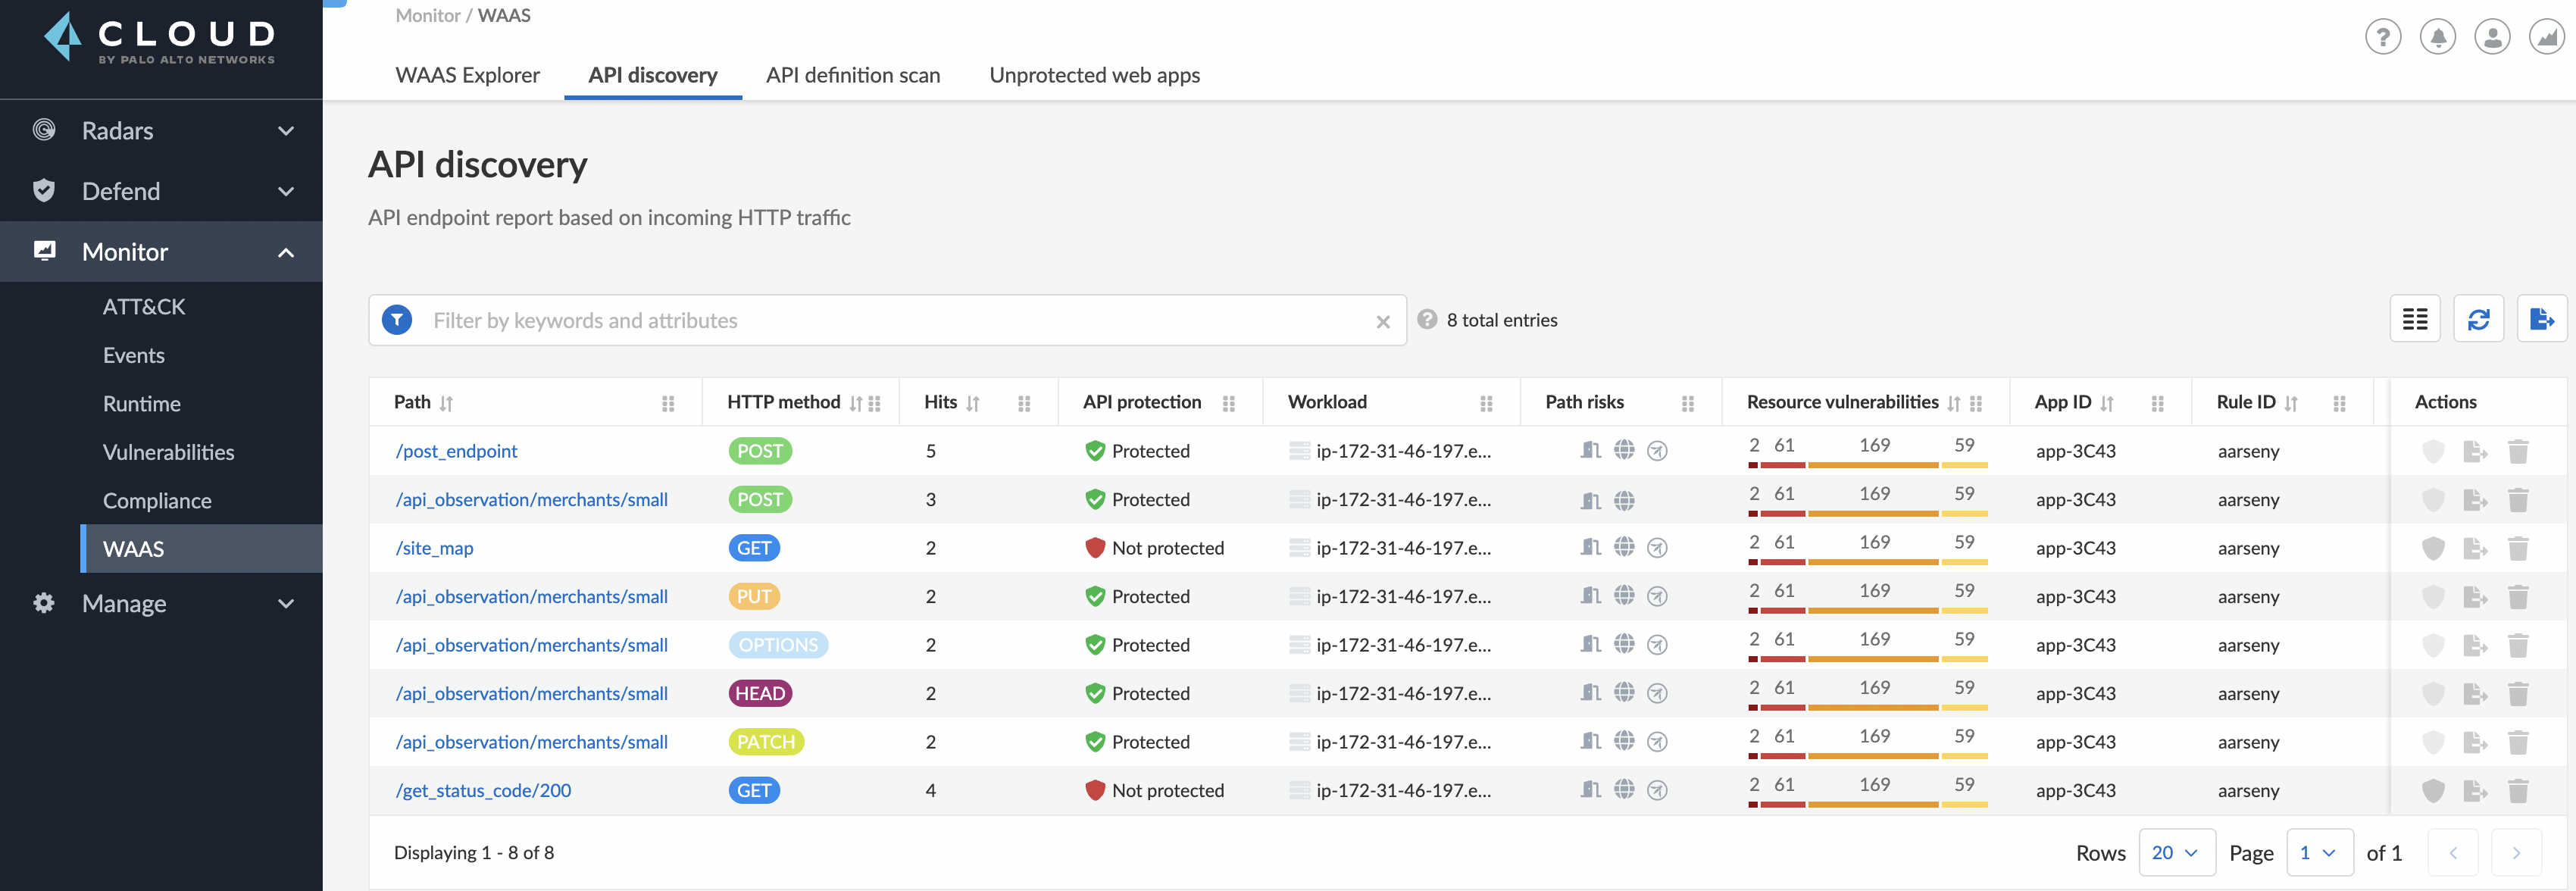 CLOUD
BY PALO ALTO NETWORKS
Radars
Defend
Monitor
ATT&CK
Events
Runtime
Vulnerabilities
Compliance
WAAS
Manage
Monitor / WAAS
WAAS Explorer API discovery API definition scan Unprotected web apps
API discovery
API endpoint report based on incoming HTTP traffic
Filter by keywords and attributes 8 total entries
Path HTTP method Hits API protection Workload Path risks Resource vulnerabilities App ID Rule ID Actions
/post_endpoint POST 5 Protected ip-172-31-46-197.e... 2 61 169 59 app-3C43 aarseny
/api_observation/merchants/small POST 3 Protected ip-172-31-46-197.e... 2 61 169 59 app-3C43 aarseny
/site_map GET 2 Not protected ip-172-31-46-197.e... 2 61 169 59 app-3C43 aarseny
/api_observation/merchants/small PUT 2 Protected ip-172-31-46-197.e... 2 61 169 59 app-3C43 aarseny
/api_observation/merchants/small OPTIONS 2 Protected ip-172-31-46-197.e... 2 61 169 59 app-3C43 aarseny
/api_observation/merchants/small HEAD 2 Protected ip-172-31-46-197.e... 2 61 169 59 app-3C43 aarseny
/api_observation/merchants/small PATCH 2 Protected ip-172-31-46-197.e... 2 61 169 59 app-3C43 aarseny
/get_status_code/200 GET 4 Not protected ip-172-31-46-197.e... 2 61 169 59 app-3C43 aarseny
Displaying 1 - 8 of 8 Rows 20 Page 1 of 1